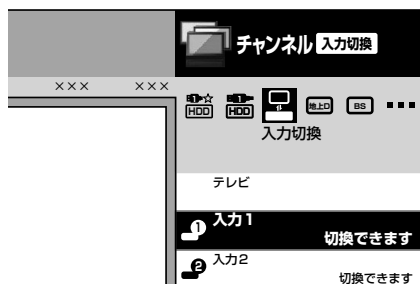 チャンネル 入力切換
××× ×××
HDD HDD 地上D BS
入力切換
テレビ
1 入力1
切換できます
2 入力2
切換できます